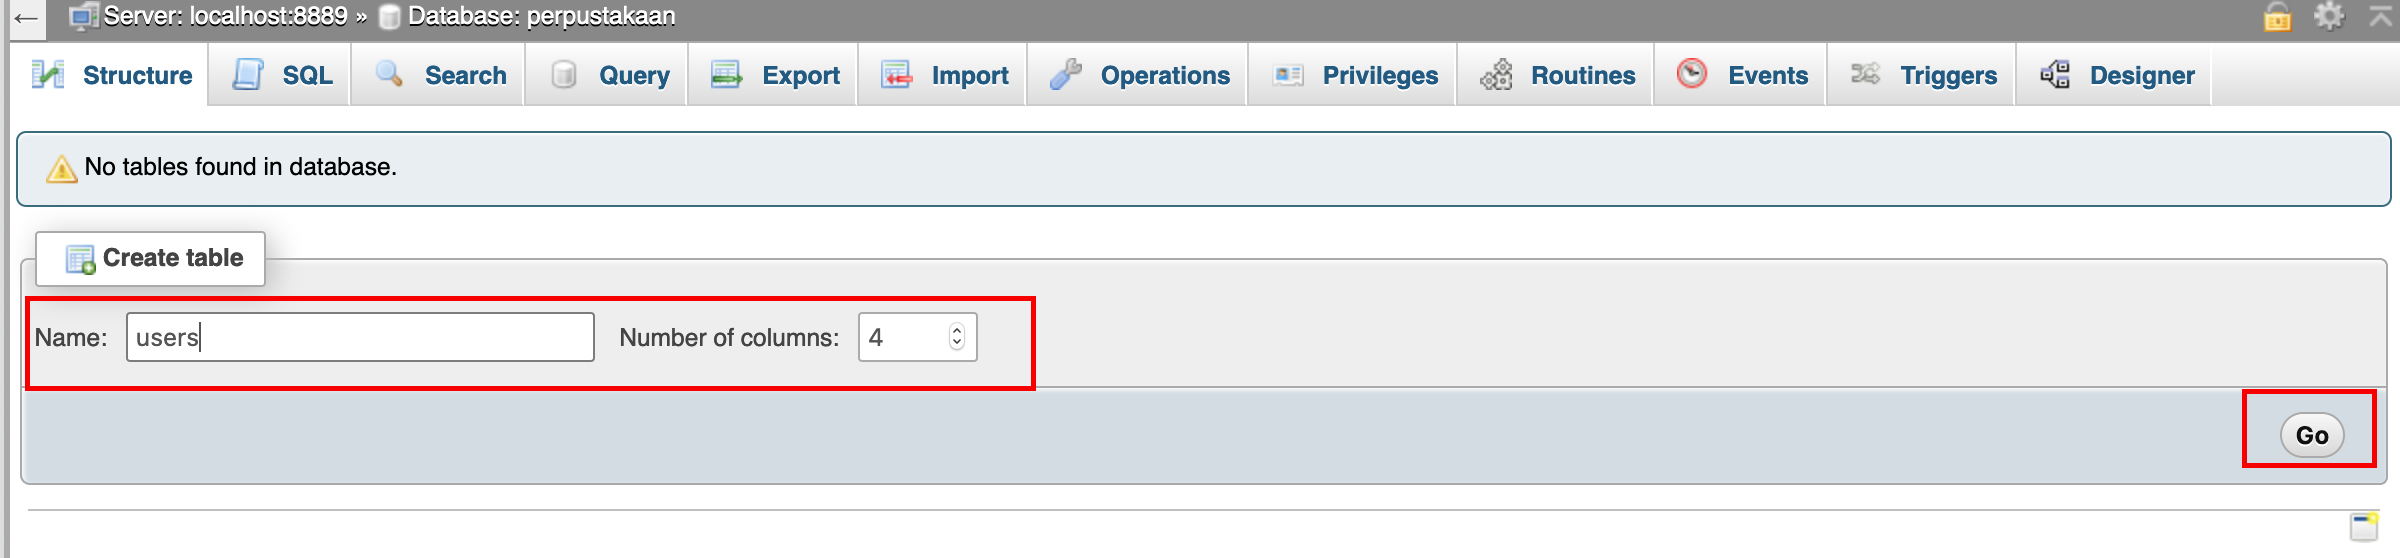 Server: localhost:8889 » Database: perpustakaan
Structure SQL Search Query Export Import Operations Privileges Routines Events Triggers Designer
No tables found in database.
Create table
Name: users Number of columns: 4
Go